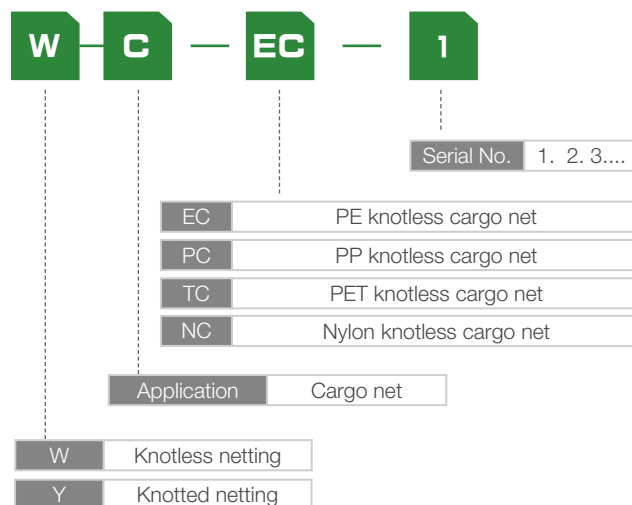 W — C — EC — 1
Serial No. 1. 2. 3....
EC PE knotless cargo net
PC PP knotless cargo net
TC PET knotless cargo net
NC Nylon knotless cargo net
Application Cargo net
W Knotless netting
Y Knotted netting